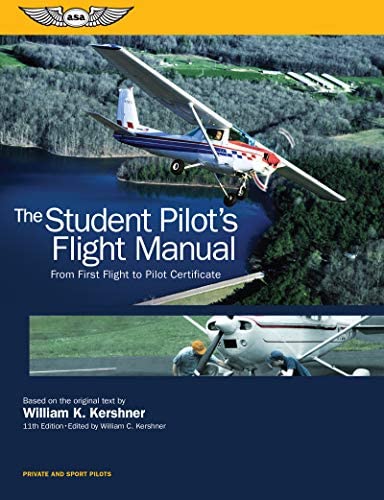 asa
The Student Pilot's
Flight Manual
From First Flight to Pilot Certificate
Based on the original text by
William K. Kershner
11th Edition • Edited by William C. Kershner
PRIVATE AND SPORT PILOTS